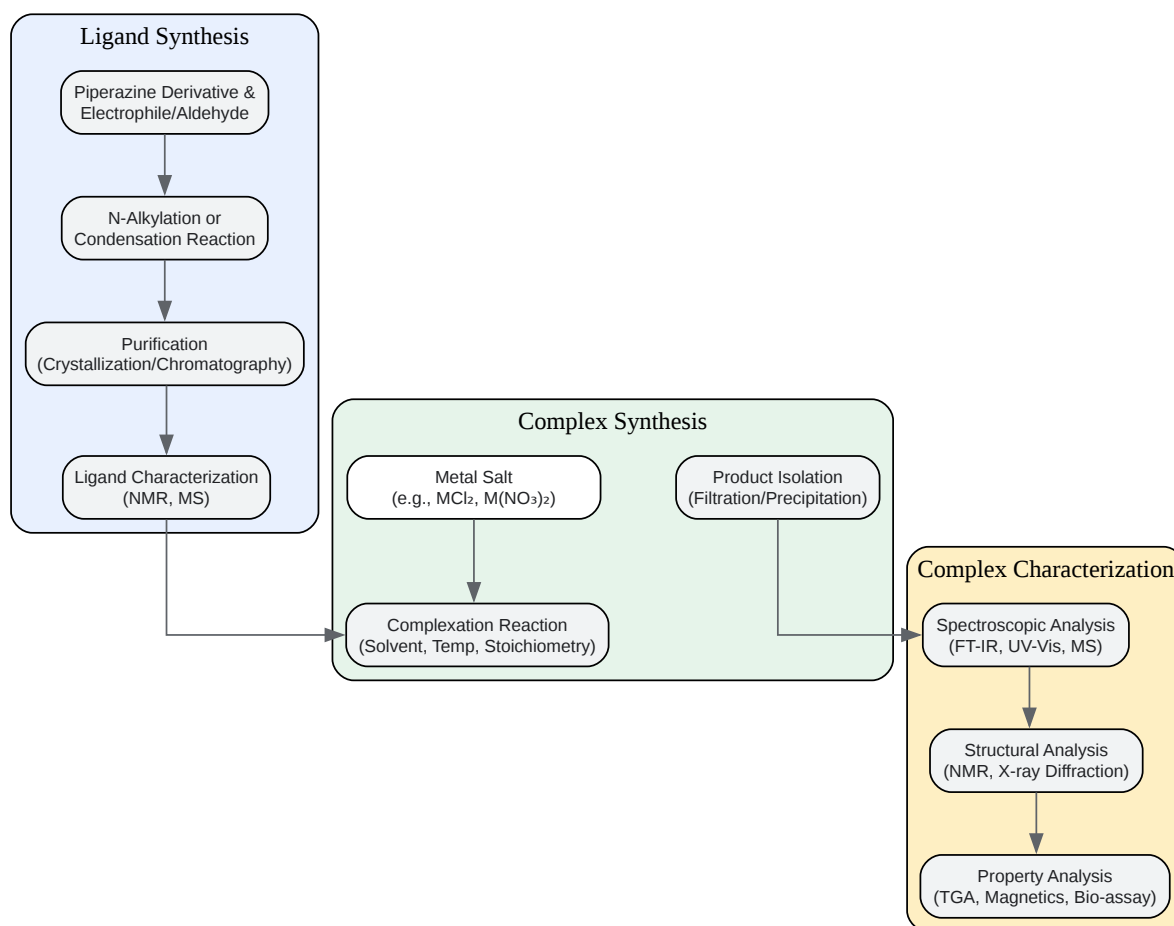 Ligand Synthesis
Piperazine Derivative &
Electrophile/Aldehyde
N-Alkylation or
Condensation Reaction
Purification
(Crystallization/Chromatography)
Ligand Characterization
(NMR, MS)
Complex Synthesis
Metal Salt
(e.g., MCl₂, M(NO₃)₂)
Product Isolation
(Filtration/Precipitation)
Complexation Reaction
(Solvent, Temp, Stoichiometry)
Complex Characterization
Spectroscopic Analysis
(FT-IR, UV-Vis, MS)
Structural Analysis
(NMR, X-ray Diffraction)
Property Analysis
(TGA, Magnetics, Bio-assay)